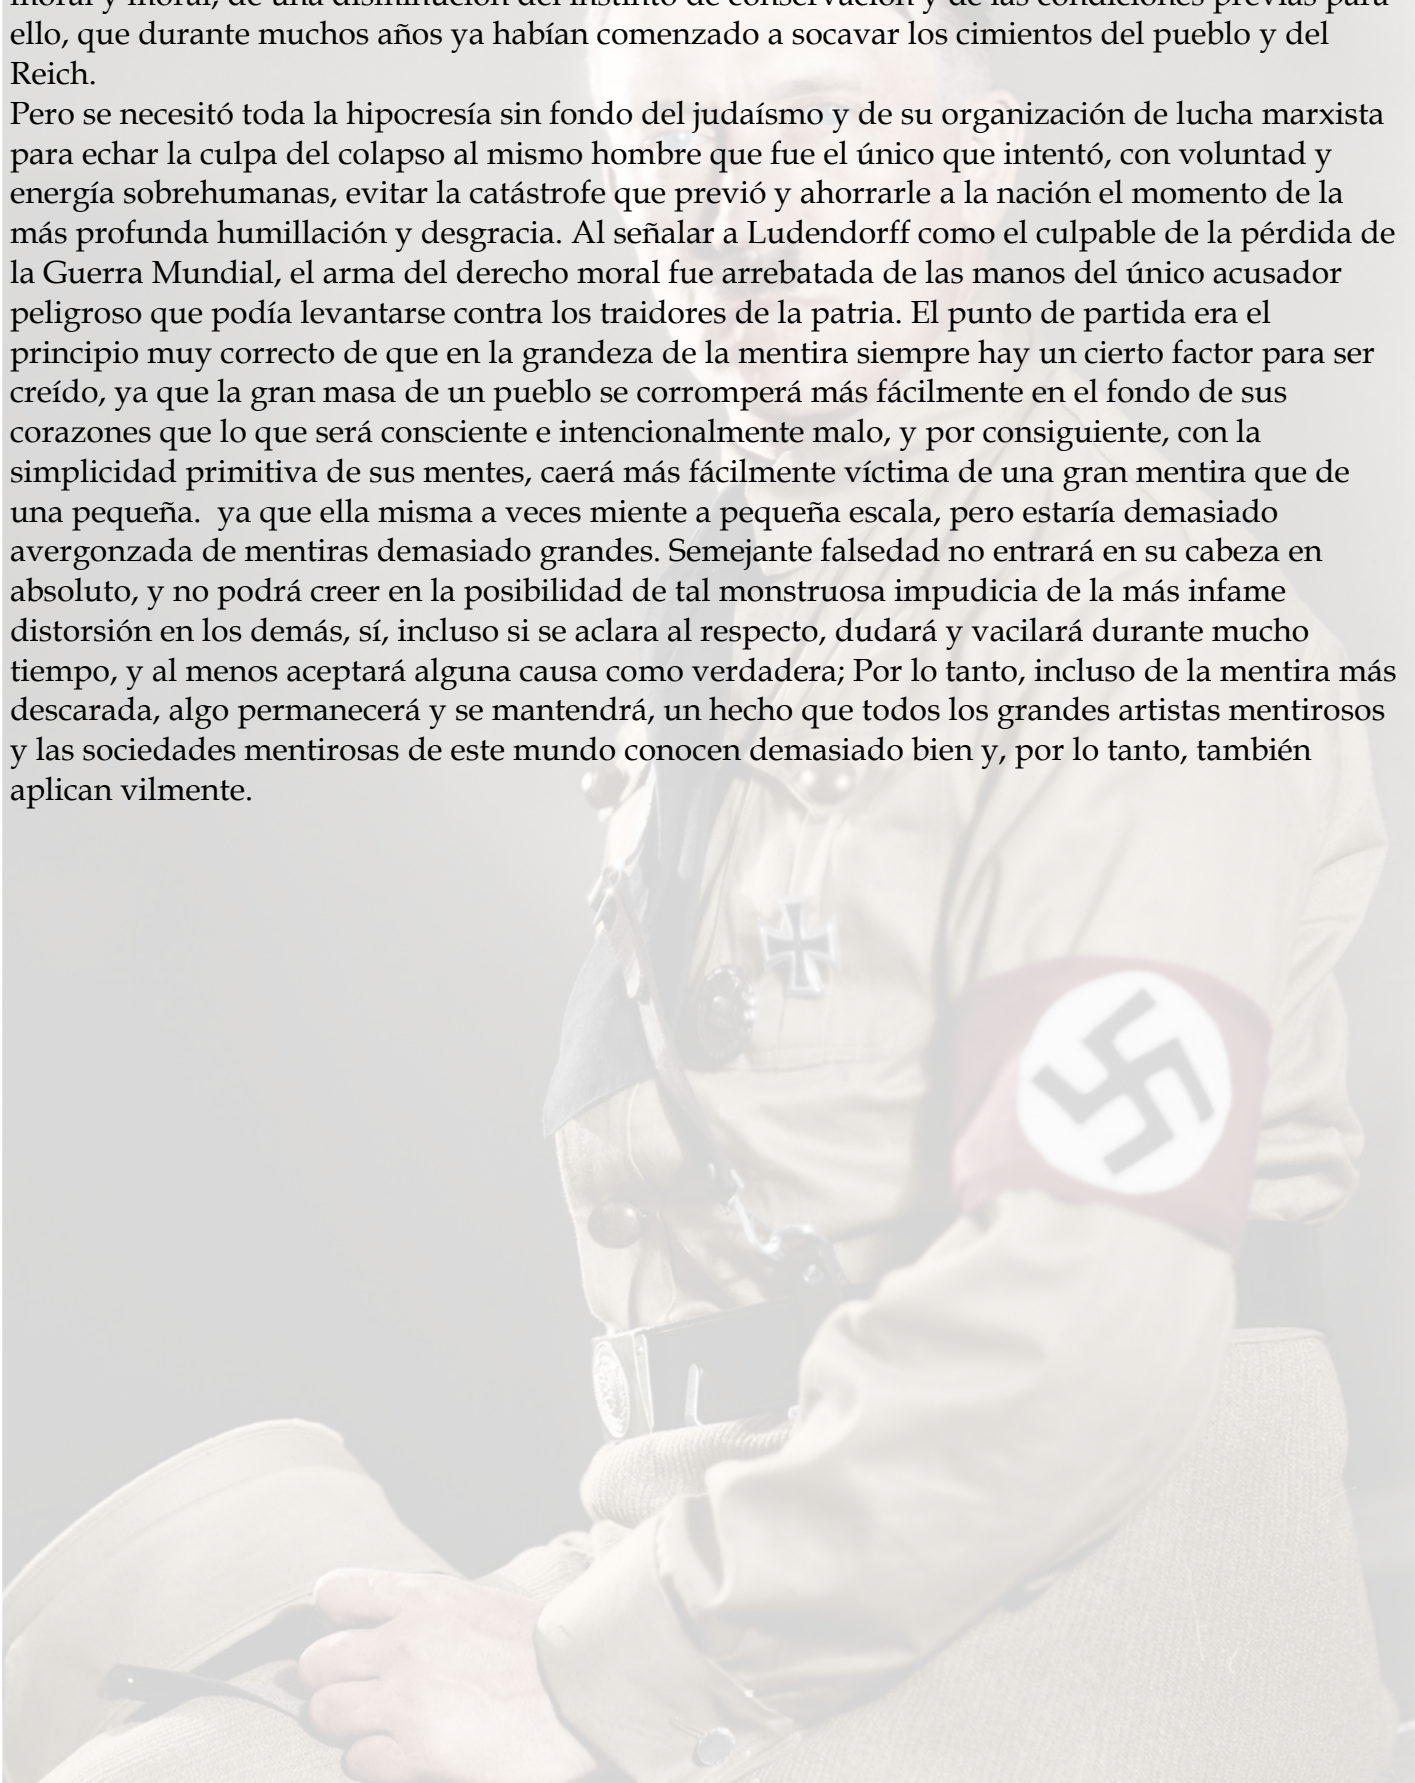 moral y moral, de una disminución del instinto de conservación y de las condiciones previas para
ello, que durante muchos años ya habían comenzado a socavar los cimientos del pueblo y del
Reich.
Pero se necesitó toda la hipocresía sin fondo del judaísmo y de su organización de lucha marxista
para echar la culpa del colapso al mismo hombre que fue el único que intentó, con voluntad y
energía sobrehumanas, evitar la catástrofe que previó y ahorrarle a la nación el momento de la
más profunda humillación y desgracia. Al señalar a Ludendorff como el culpable de la pérdida de
la Guerra Mundial, el arma del derecho moral fue arrebatada de las manos del único acusador
peligroso que podía levantarse contra los traidores de la patria. El punto de partida era el
principio muy correcto de que en la grandeza de la mentira siempre hay un cierto factor para ser
creído, ya que la gran masa de un pueblo se corromperá más fácilmente en el fondo de sus
corazones que lo que será consciente e intencionalmente malo, y por consiguiente, con la
simplicidad primitiva de sus mentes, caerá más fácilmente víctima de una gran mentira que de
una pequeña.  ya que ella misma a veces miente a pequeña escala, pero estaría demasiado
avergonzada de mentiras demasiado grandes. Semejante falsedad no entrará en su cabeza en
absoluto, y no podrá creer en la posibilidad de tal monstruosa impudicia de la más infame
distorsión en los demás, sí, incluso si se aclara al respecto, dudará y vacilará durante mucho
tiempo, y al menos aceptará alguna causa como verdadera; Por lo tanto, incluso de la mentira más
descarada, algo permanecerá y se mantendrá, un hecho que todos los grandes artistas mentirosos
y las sociedades mentirosas de este mundo conocen demasiado bien y, por lo tanto, también
aplican vilmente.